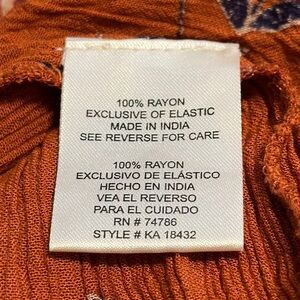 100% RAYON
EXCLUSIVE OF ELASTIC
MADE IN INDIA
SEE REVERSE FOR CARE
100% RAYON
EXCLUSIVO DE ELÁSTICO
HECHO EN INDIA
VEA EL REVERSO
PARA EL CUIDADO
RN # 74786
STYLE # KA 18432